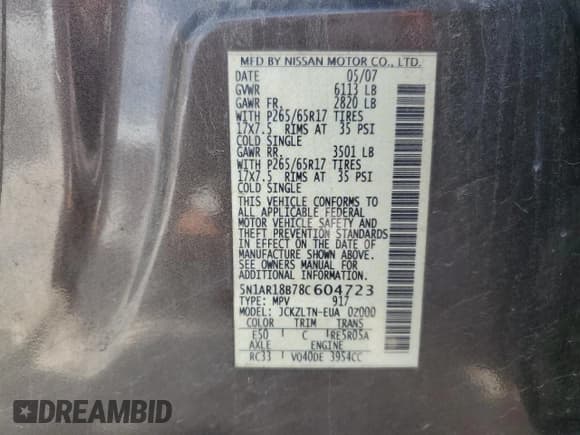 MFD BY NISSAN MOTOR CO., LTD.
DATE 05/07
GVWR 6113 LB
GAWR FR. 2820 LB
WITH P265/65R17 TIRES
17X7.5 RIMS AT 35 PSI
COLD SINGLE
GAWR RR. 3501 LB
WITH P265/65R17 TIRES
17X7.5 RIMS AT 35 PSI
COLD SINGLE
THIS VEHICLE CONFORMS TO
ALL APPLICABLE FEDERAL
MOTOR VEHICLE SAFETY AND
THEFT PREVENTION STANDARDS
IN EFFECT ON THE DATE OF
MANUFACTURE SHOWN ABOVE.
SEE OWNERS MANUAL FOR
ADDITIONAL INFORMATION.
5N1AR18B78C604723
TYPE: MPV 917
MODEL: JCKZLTN-EUA 02000
COLOR TRIM TRANS
E50 C RE5R05A
AXLE ENGINE
RC33 VQ40DE 3954CC
DREAMBID